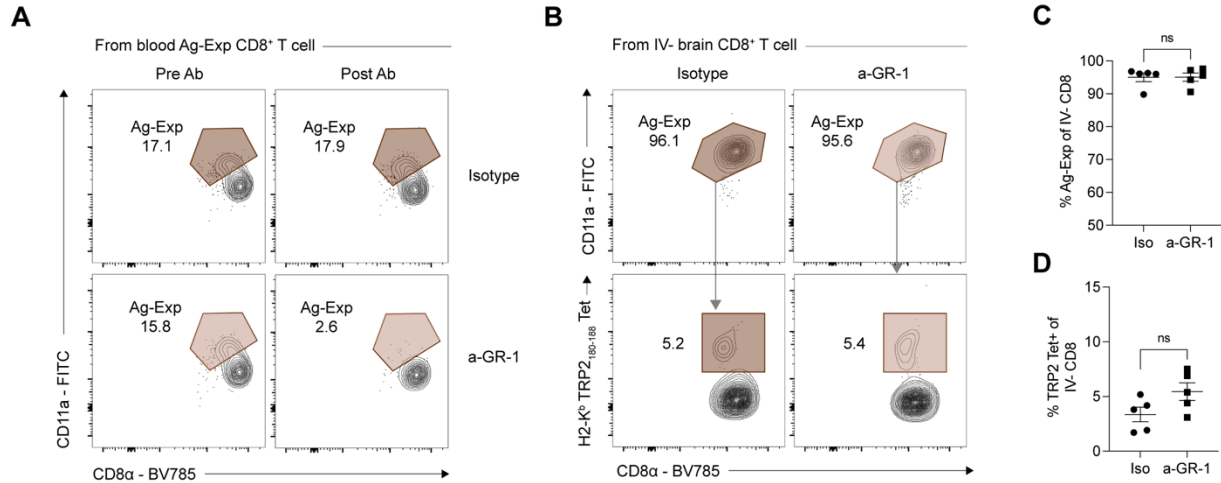 A
From blood Ag-Exp CD8⁺ T cell
Pre Ab
Post Ab
Ag-Exp
17.1
Ag-Exp
17.9
Isotype
Ag-Exp
15.8
Ag-Exp
2.6
a-GR-1
CD11a - FITC
CD8α - BV785
B
From IV- brain CD8⁺ T cell
Isotype
a-GR-1
Ag-Exp
96.1
Ag-Exp
95.6
CD11a - FITC
5.2
5.4
H2-Kᵇ TRP2₁₈₀₋₁₈₈ Tet
CD8α - BV785
C
ns
% Ag-Exp of IV- CD8
100
90
80
70
60
50
Iso
a-GR-1
D
ns
% TRP2 Tet+ of
IV- CD8
15
10
5
0
Iso
a-GR-1